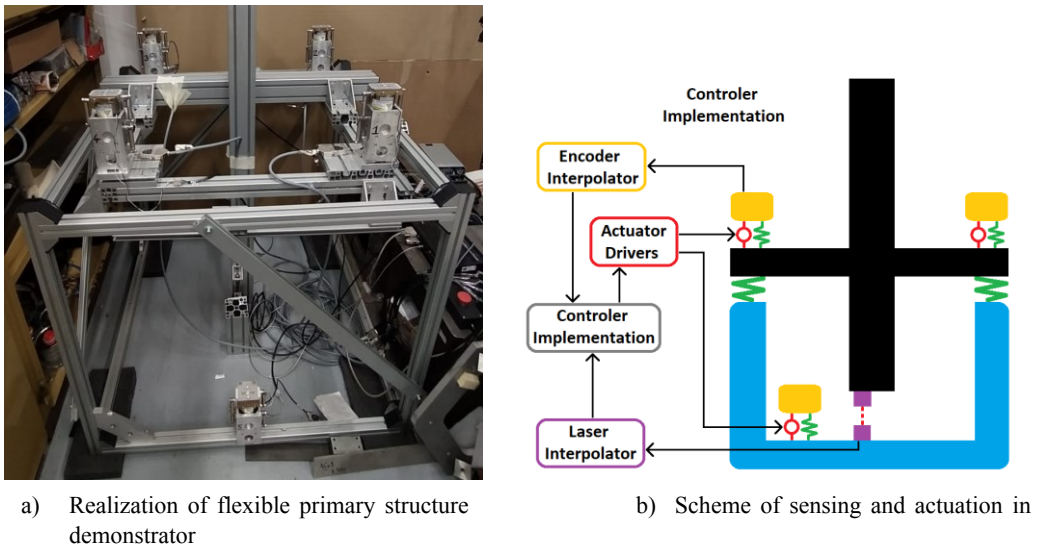 Controler
Implementation
Encoder
Interpolator
Actuator
Drivers
Controler
Implementation
Laser
Interpolator
a) Realization of flexible primary structure
demonstrator
b) Scheme of sensing and actuation in